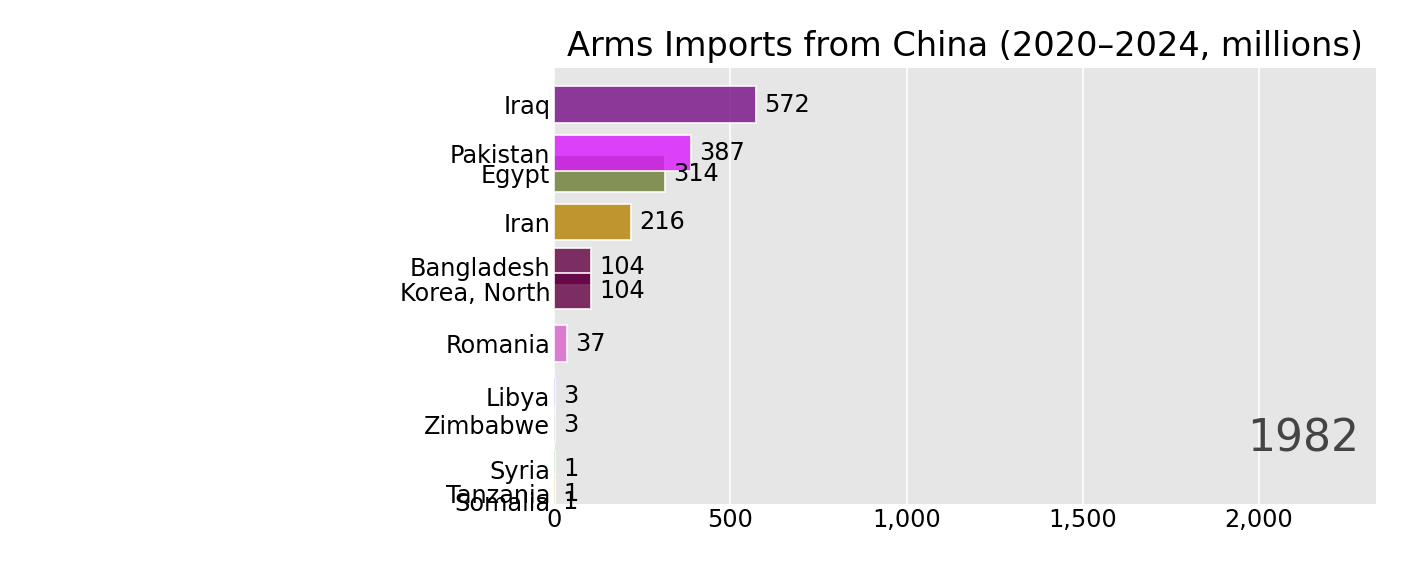 Arms Imports from China (2020–2024, millions)
Iraq 572
Pakistan 387
Egypt 314
Iran 216
Bangladesh 104
Korea, North 104
Romania 37
Libya 3
Zimbabwe 3
1982
Syria 1
Tanzania 1
Somalia 1
0 500 1,000 1,500 2,000